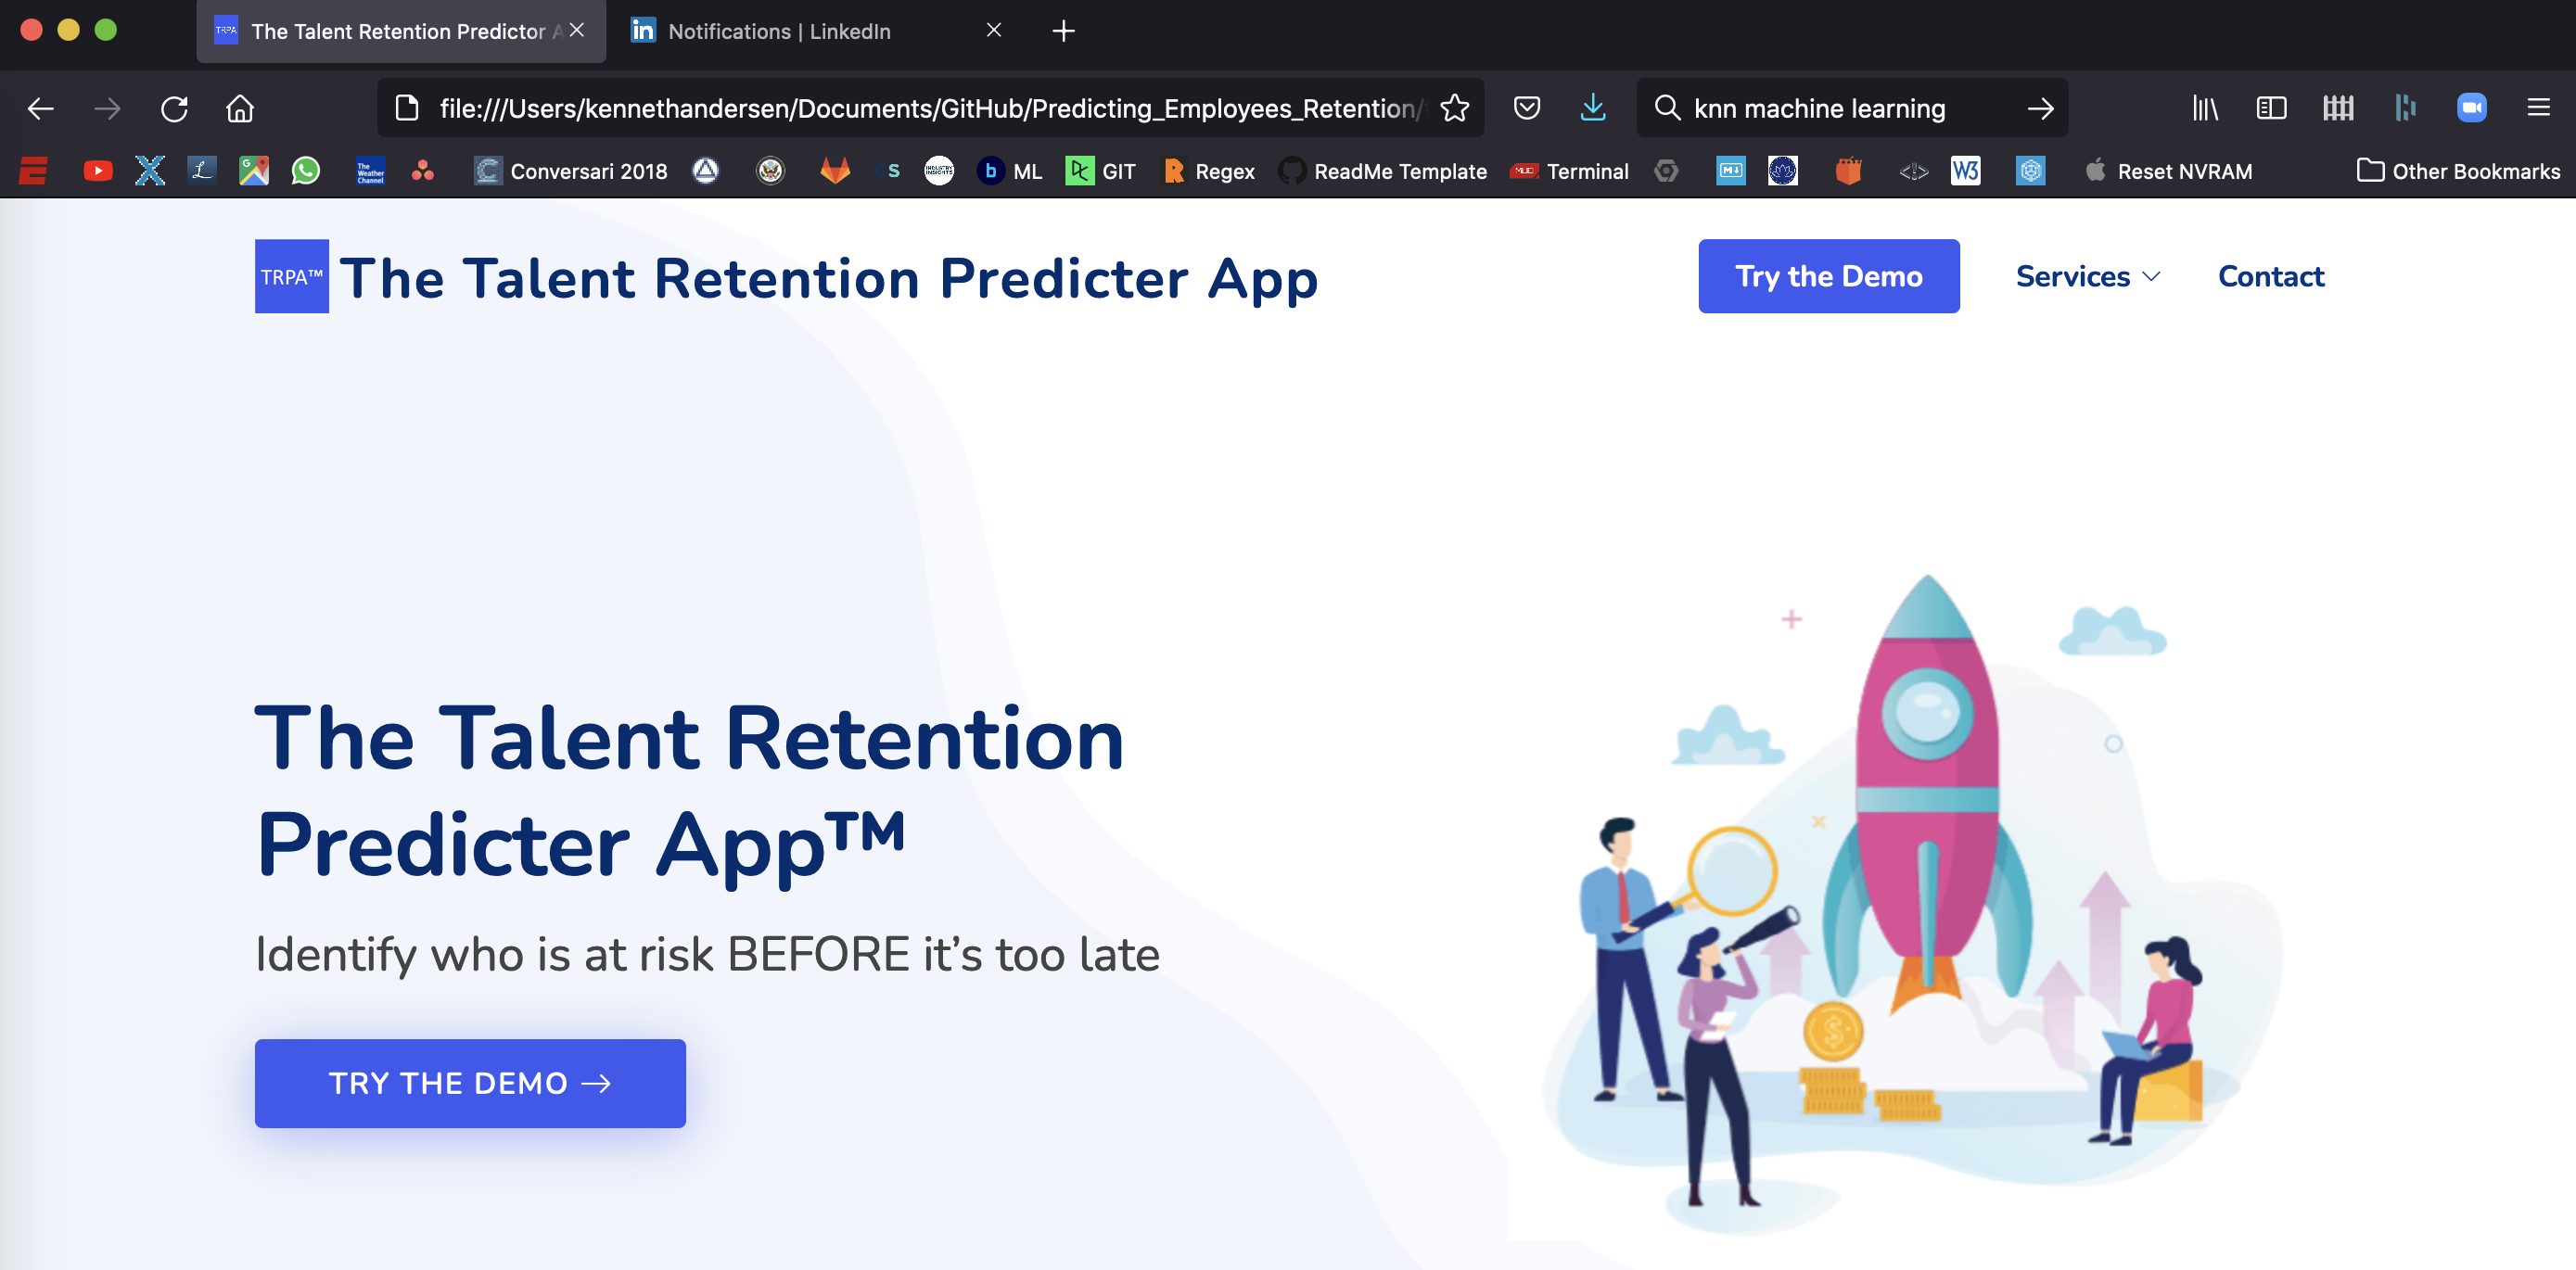 The Talent Retention Predictor A
Notifications | LinkedIn
file:///Users/kennethandersen/Documents/GitHub/Predicting_Employees_Retention/
knn machine learning
Conversari 2018
ML
GIT
Regex
ReadMe Template
Terminal
Reset NVRAM
Other Bookmarks
TRPA™ The Talent Retention Predicter App
Try the Demo
Services
Contact
The Talent Retention
Predicter App™
Identify who is at risk BEFORE it’s too late
TRY THE DEMO →